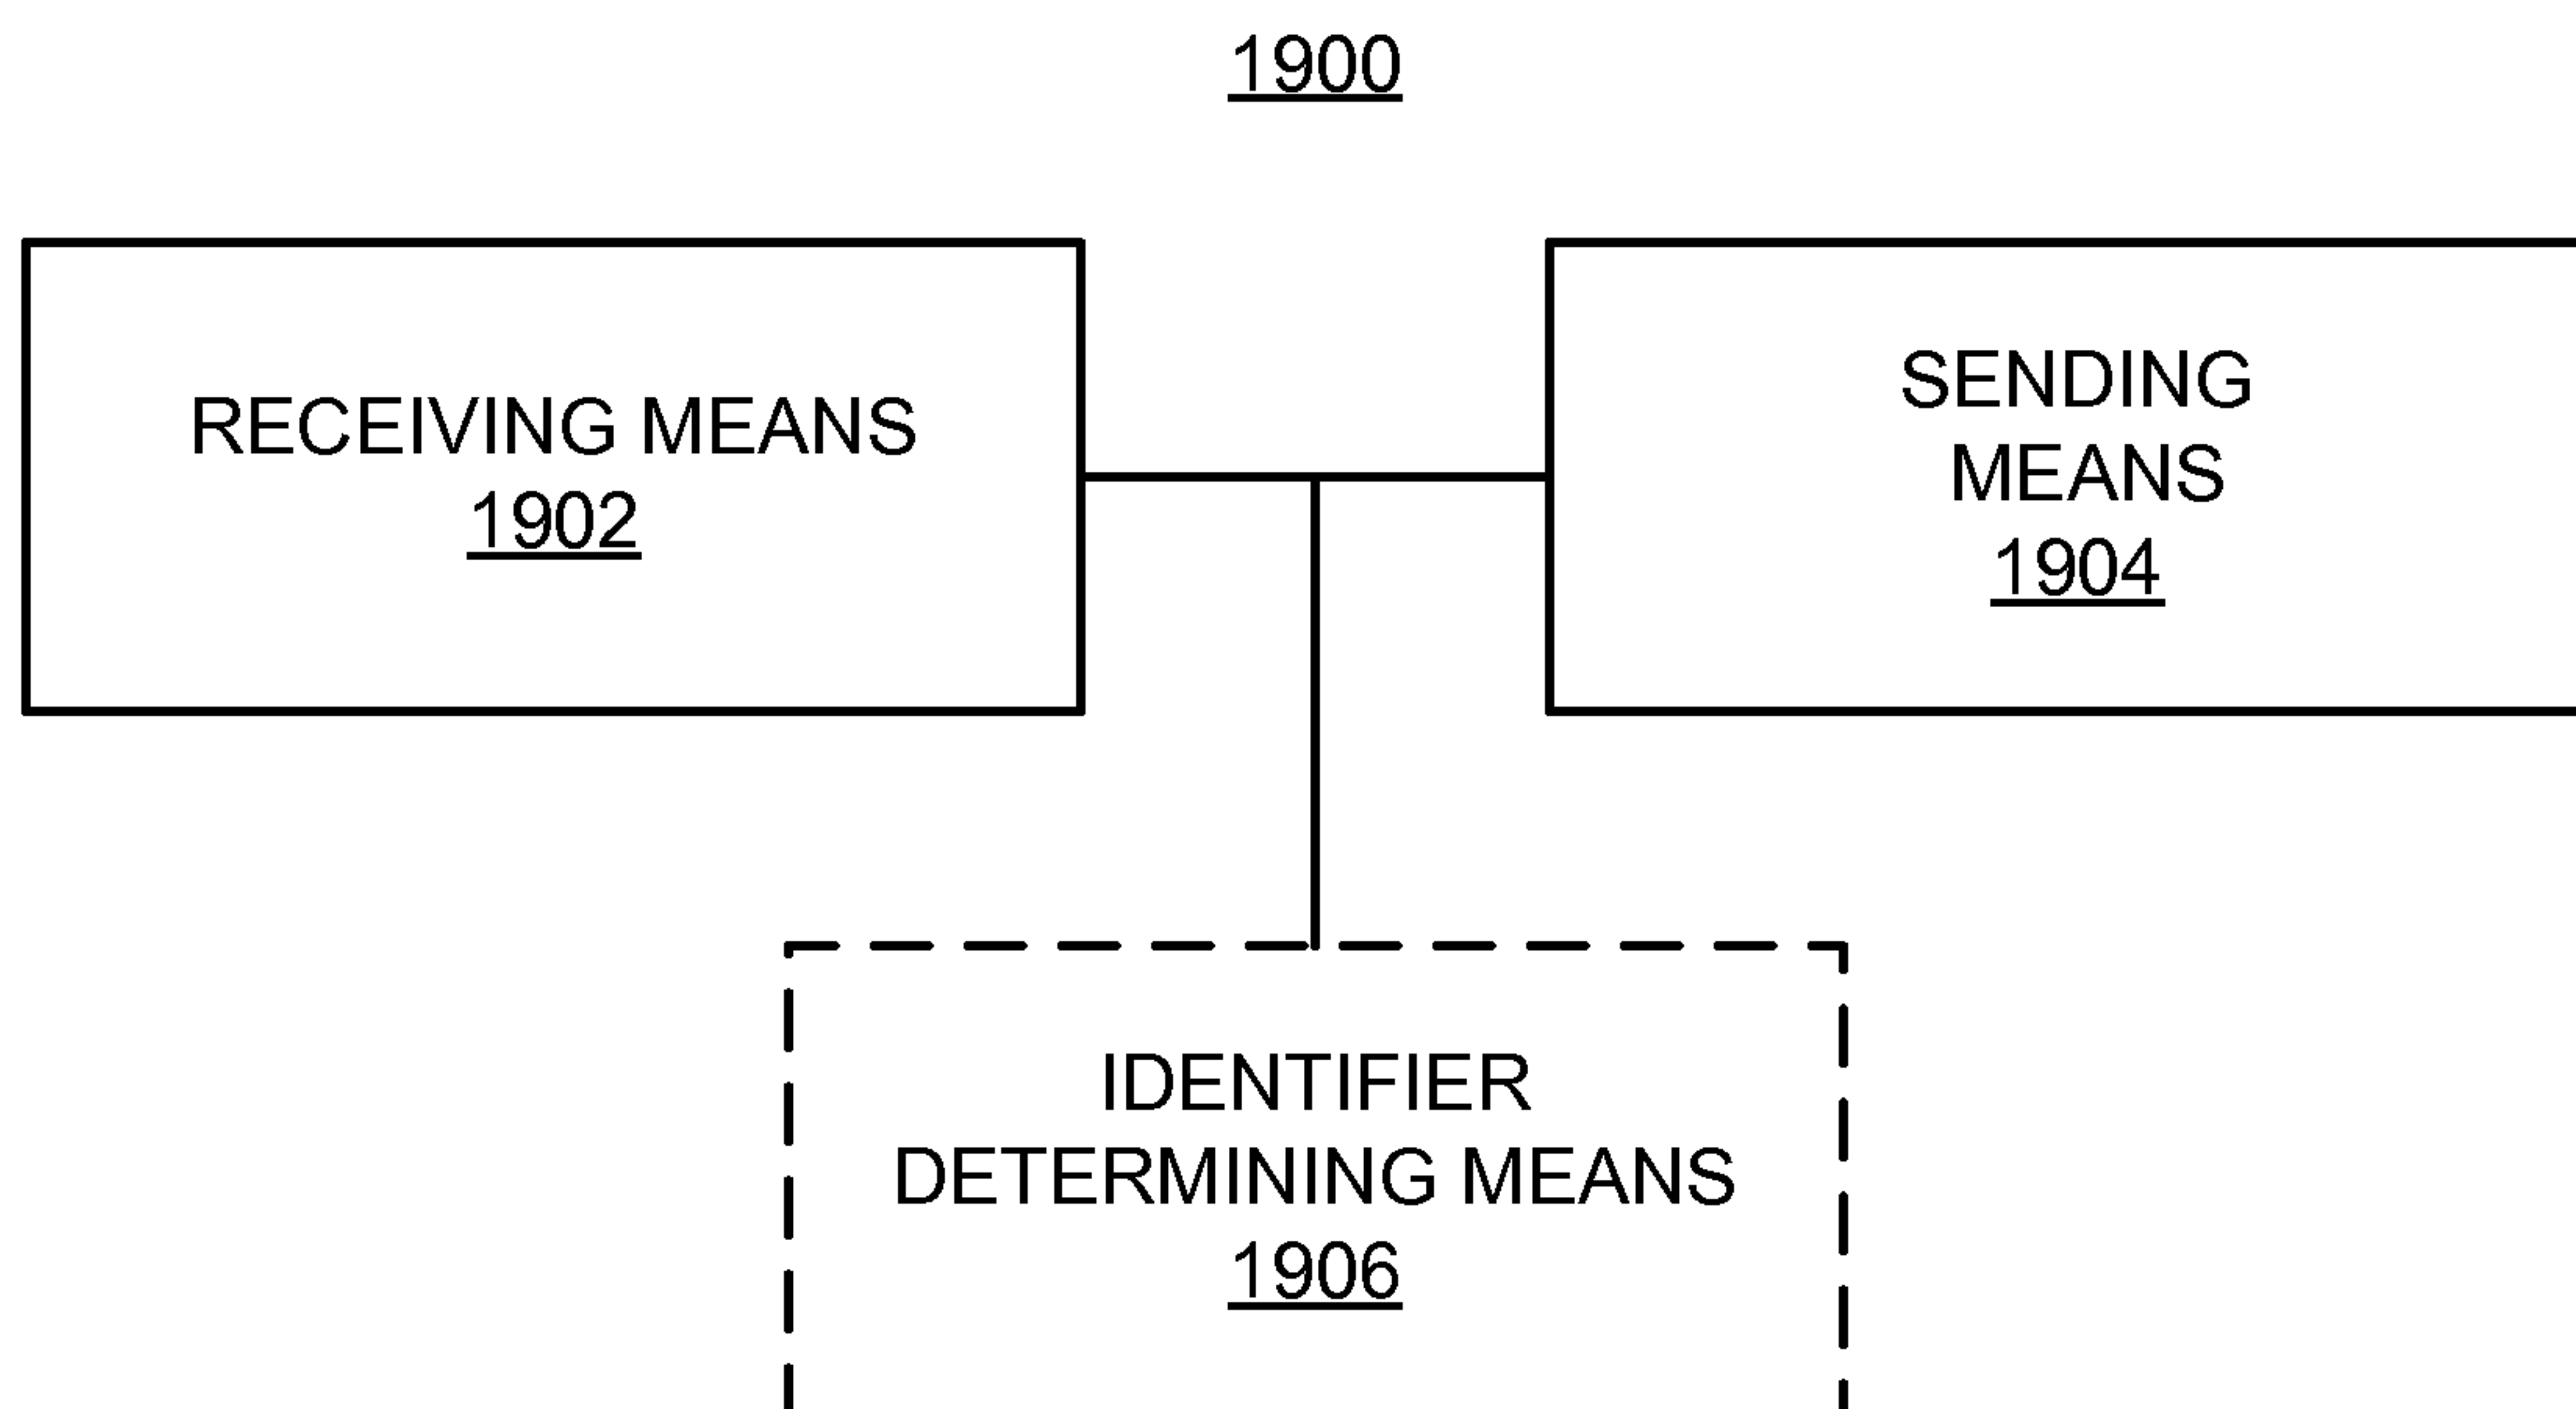 1900
RECEIVING MEANS
1902
SENDING
MEANS
1904
IDENTIFIER
DETERMINING MEANS
1906